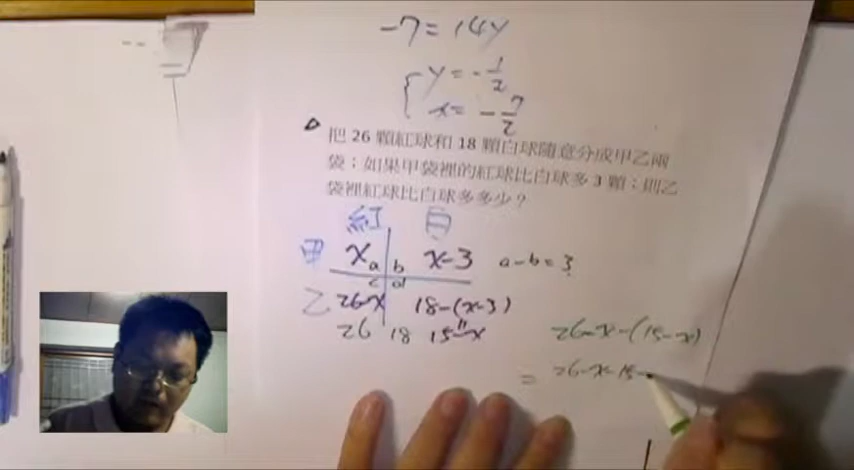 -7 = 14y
y = -1/2
x = -7/2
把 26 顆紅球和 18 顆白球隨意分成甲乙兩
袋；如果甲袋裡的紅球比白球多 3 顆；則乙
袋裡紅球比白球多多少？
紅 白
甲 x a b x-3 a-b=3
c d
乙 26-x 18-(x-3)
26 18 15-x
26-x-(15-x)
= 26-x-15-